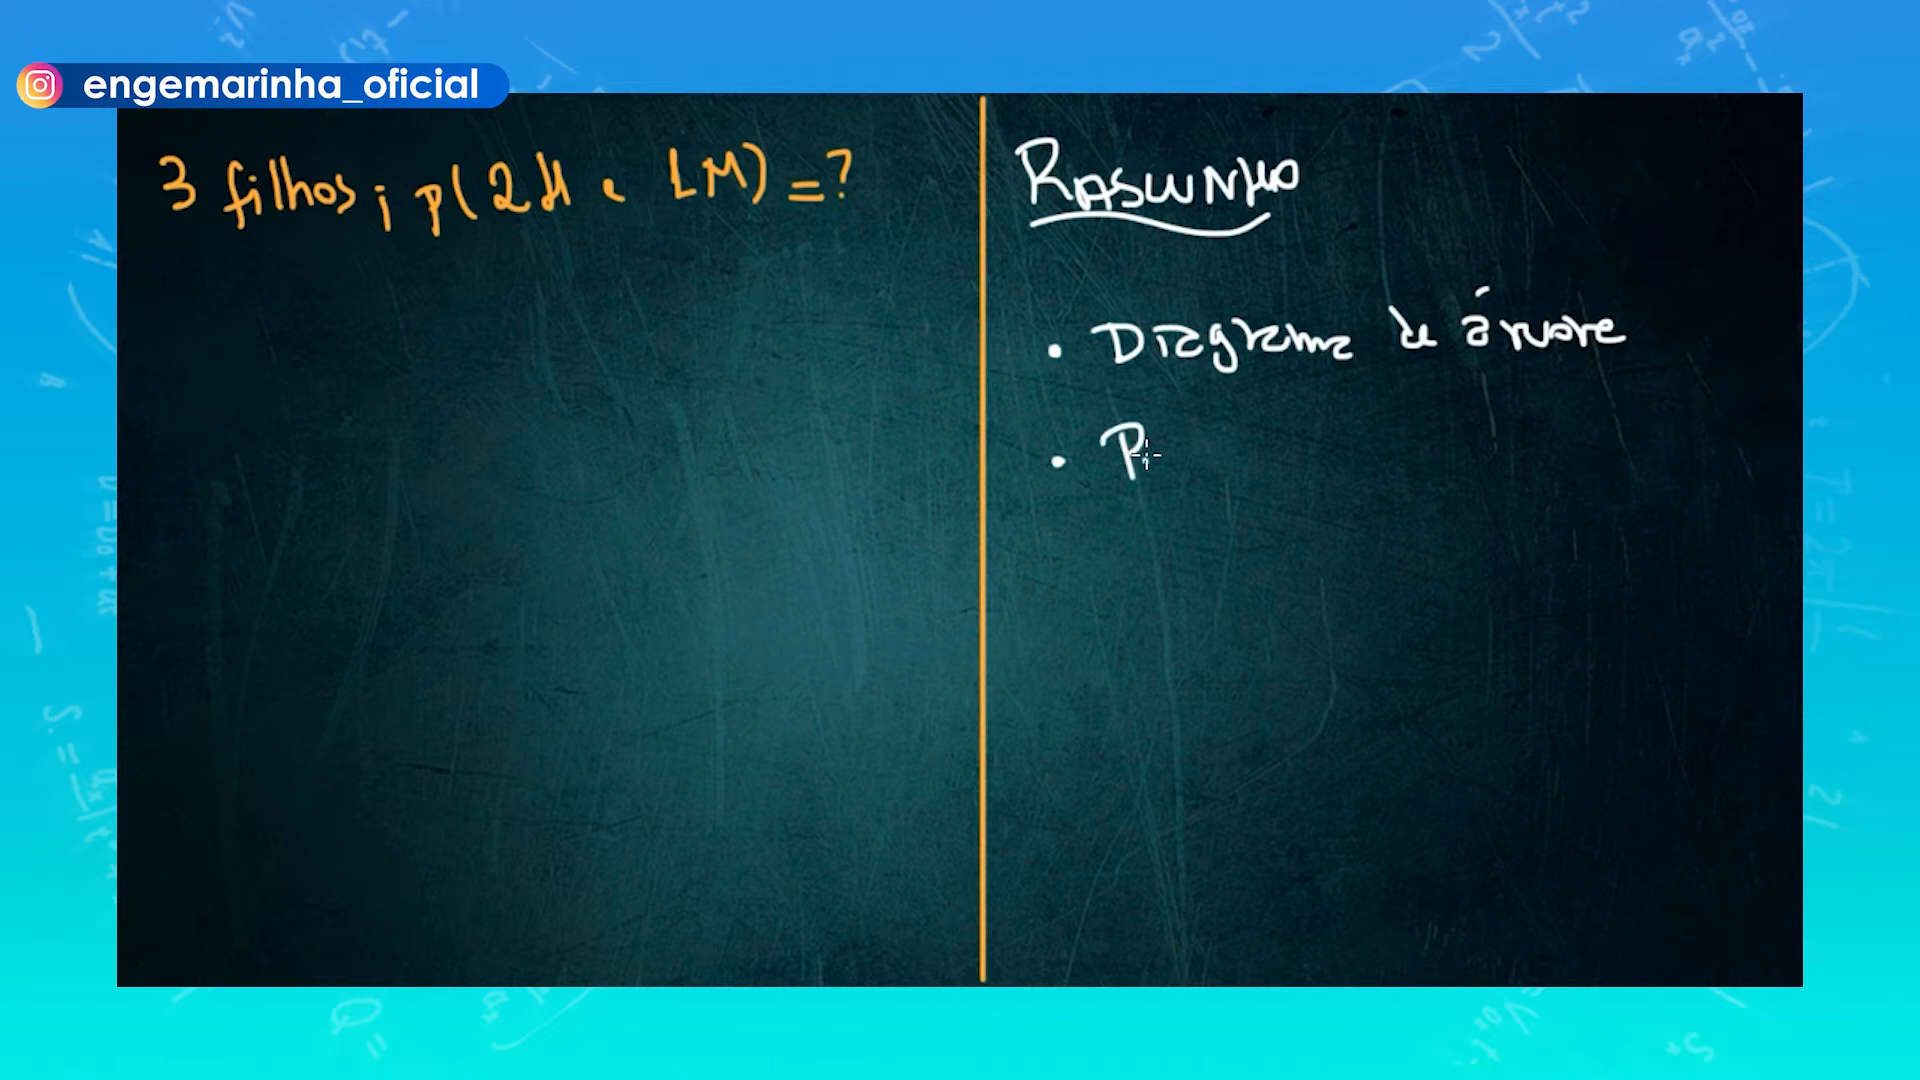 engemarinha_oficial
3 filhos; p(2H e 1M) = ?
RASCUNHO
• Diagrama de árvore
• P